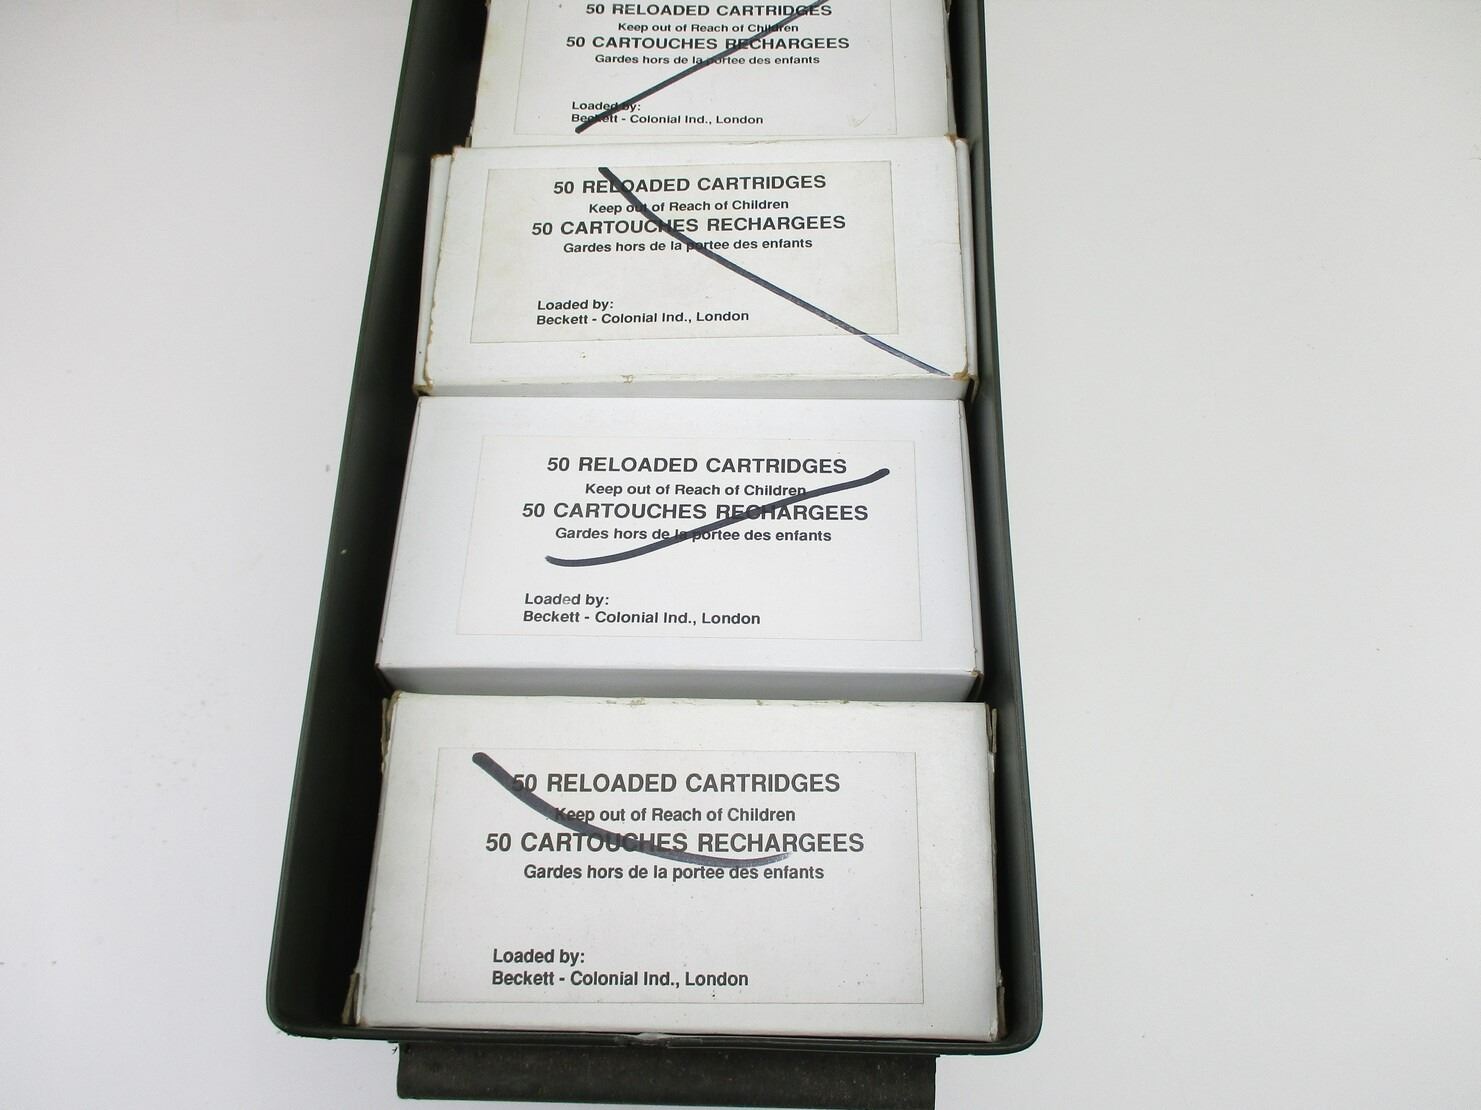 50 RELOADED CARTRIDGES
Keep out of Reach of Children
50 CARTOUCHES RECHARGEES
Gardes hors de la portee des enfants
Loaded by:
Beckett - Colonial Ind., London
50 RELOADED CARTRIDGES
Keep out of Reach of Children
50 CARTOUCHES RECHARGEES
Gardes hors de la portee des enfants
Loaded by:
Beckett - Colonial Ind., London
50 RELOADED CARTRIDGES
Keep out of Reach of Children
50 CARTOUCHES RECHARGEES
Gardes hors de la portee des enfants
Loaded by:
Beckett - Colonial Ind., London
50 RELOADED CARTRIDGES
Keep out of Reach of Children
50 CARTOUCHES RECHARGEES
Gardes hors de la portee des enfants
Loaded by:
Beckett - Colonial Ind., London